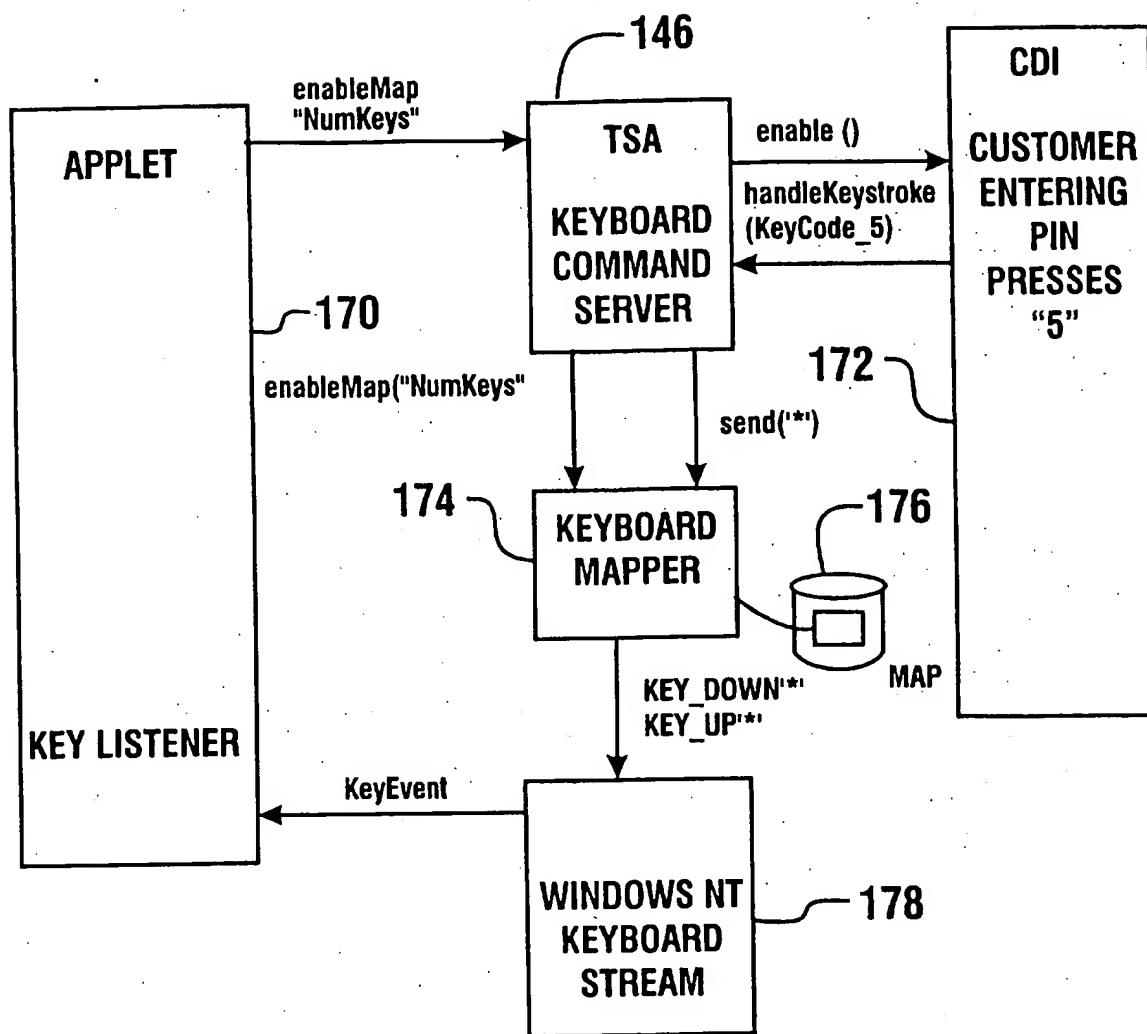 146
enableMap
"NumKeys"
APPLET
TSA
KEYBOARD
COMMAND
SERVER
enable ()
handleKeystroke
(KeyCode_5)
CDI
CUSTOMER
ENTERING
PIN
PRESSES
“5”
170
172
enableMap("NumKeys"
send('*')
174
KEYBOARD
MAPPER
176
MAP
KEY_DOWN'*'
KEY_UP'*'
KEY LISTENER
KeyEvent
WINDOWS NT
KEYBOARD
STREAM
178